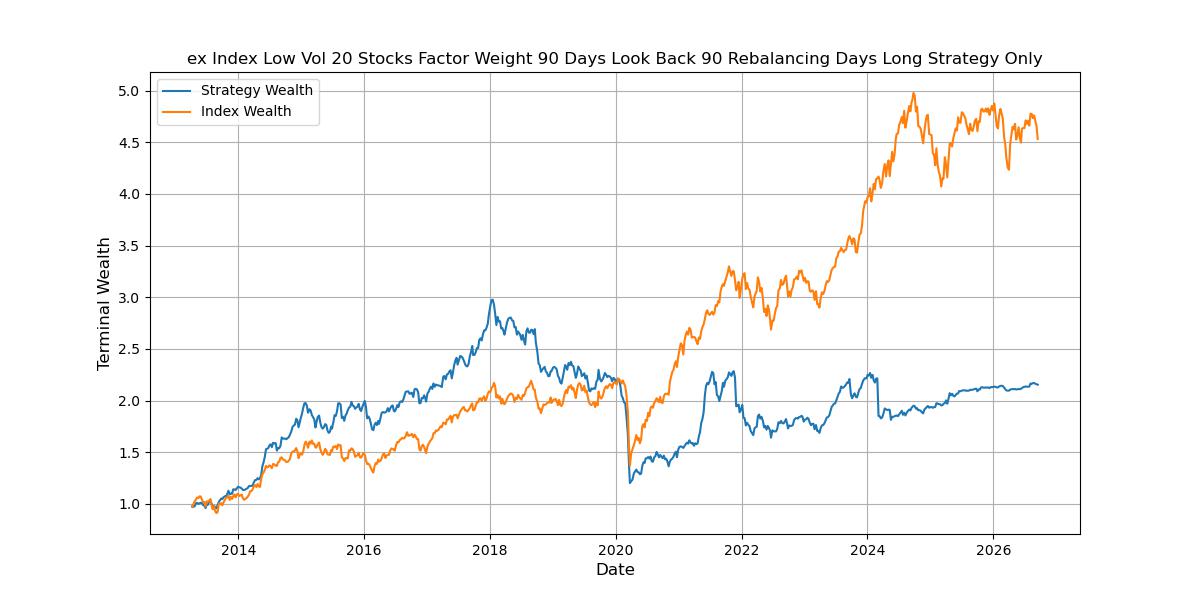 ex Index Low Vol 20 Stocks Factor Weight 90 Days Look Back 90 Rebalancing Days Long Strategy Only
Strategy Wealth
Index Wealth
Terminal Wealth
5.0
4.5
4.0
3.5
3.0
2.5
2.0
1.5
1.0
2014 2016 2018 2020 2022 2024 2026
Date